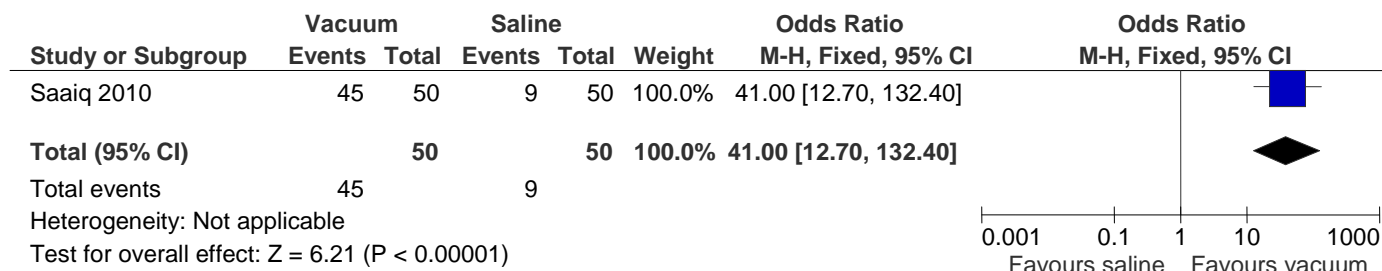 Vacuum Saline Odds Ratio Odds Ratio
Study or Subgroup Events Total Events Total Weight M-H, Fixed, 95% CI M-H, Fixed, 95% CI
Saaiq 2010 45 50 9 50 100.0% 41.00 [12.70, 132.40]
Total (95% CI) 50 50 100.0% 41.00 [12.70, 132.40]
Total events 45 9
Heterogeneity: Not applicable
Test for overall effect: Z = 6.21 (P < 0.00001)
0.001 0.1 1 10 1000
Favours saline Favours vacuum